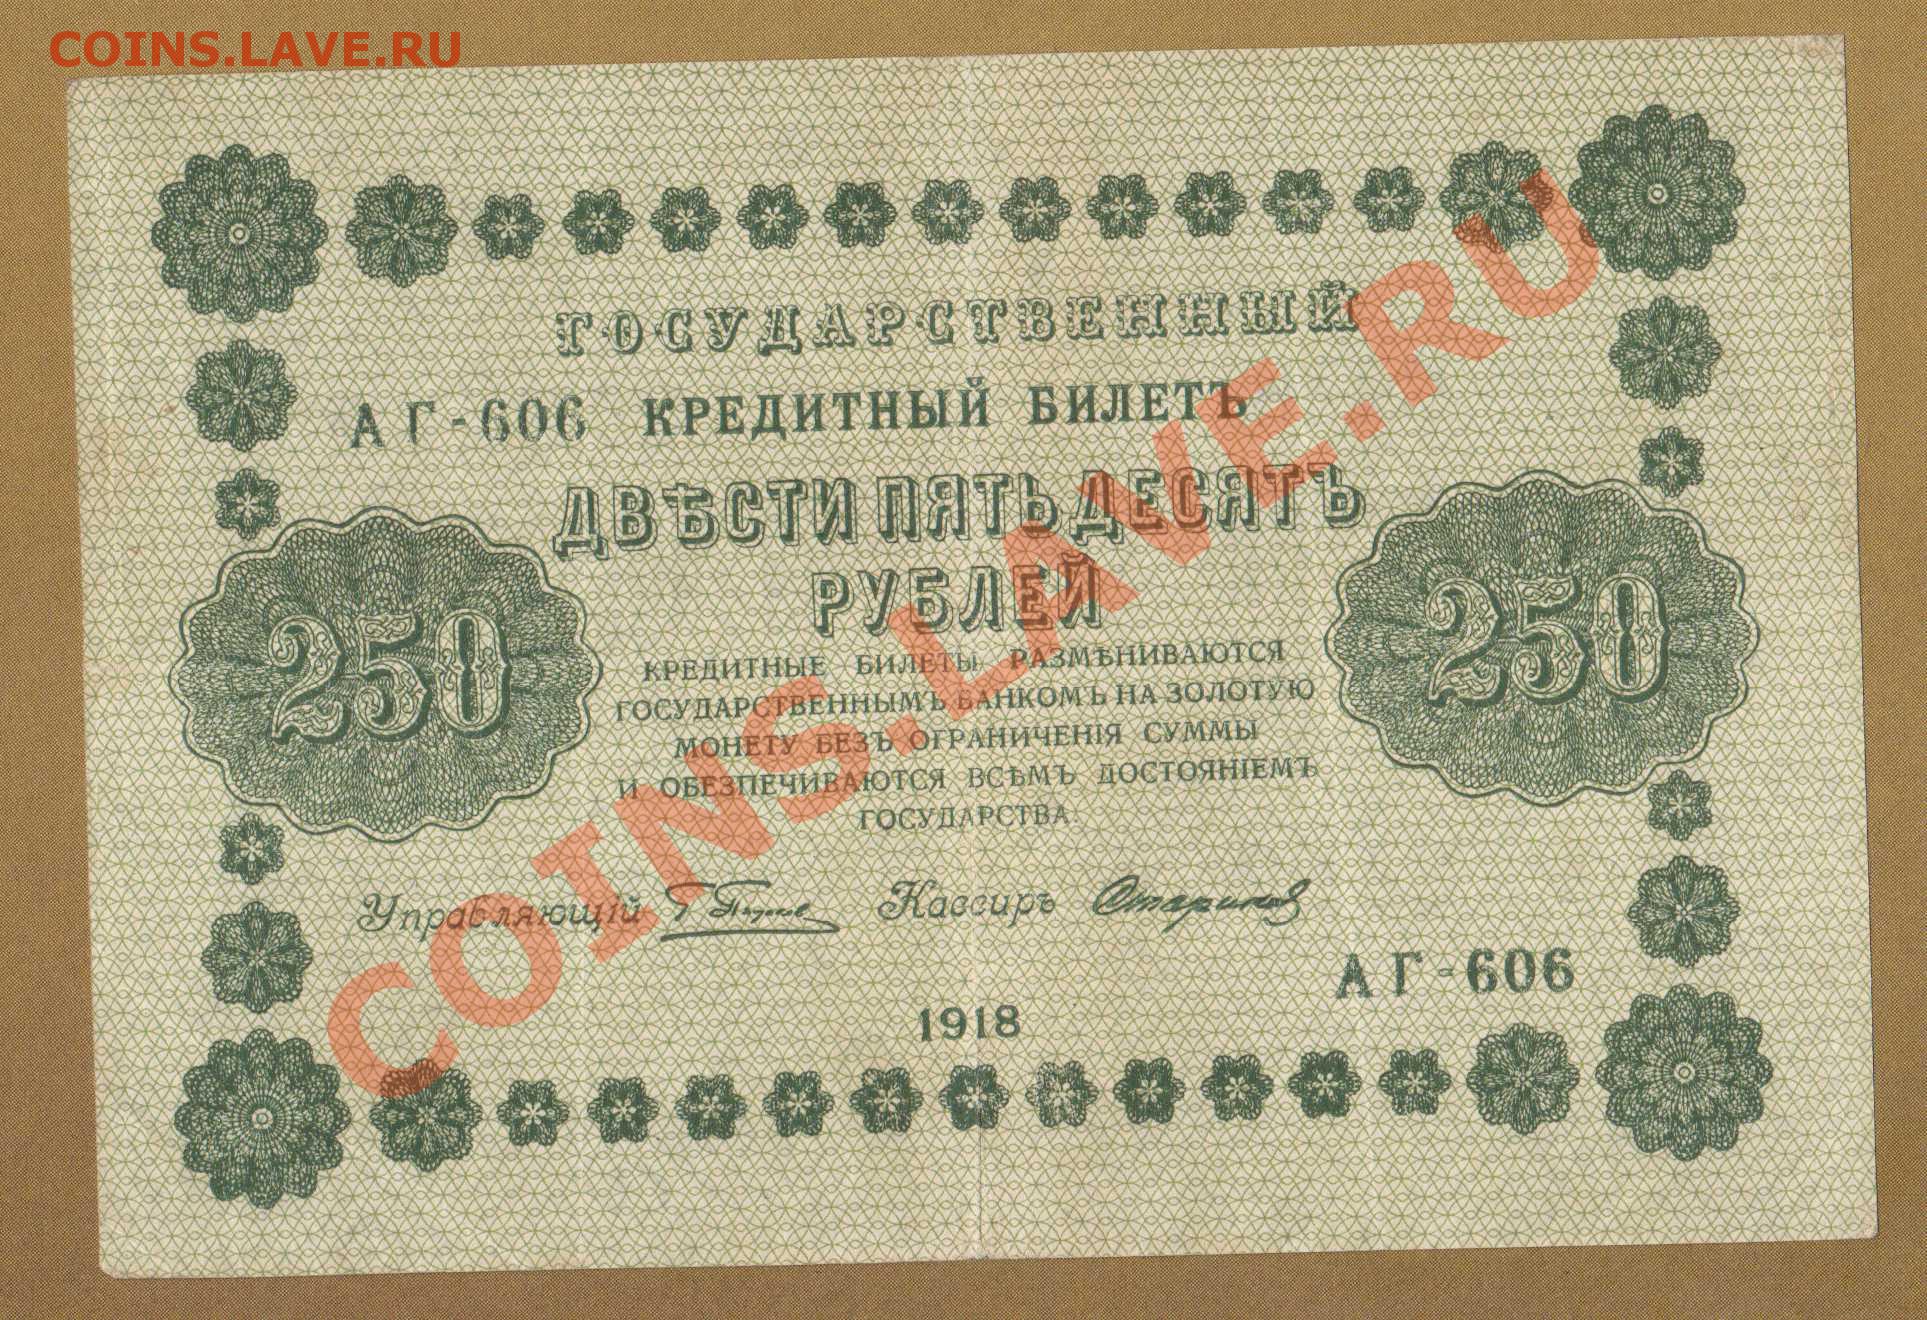 COINS.LAVE.RU
ГОСУДАРСТВЕННЫЙ
АГ-606 КРЕДИТНЫЙ БИЛЕТЪ
ДВѢСТИ ПЯТЬДЕСЯТЪ
РУБЛЕЙ
250
250
КРЕДИТНЫЕ БИЛЕТЫ РАЗМѢНИВАЮТСЯ
ГОСУДАРСТВЕННЫМЪ БАНКОМЪ НА ЗОЛОТУЮ
МОНЕТУ БЕЗЪ ОГРАНИЧЕНІЯ СУММЫ
И ОБЕЗПЕЧИВАЮТСЯ ВСѢМЪ ДОСТОЯНІЕМЪ
ГОСУДАРСТВА.
Управляющій Кассиръ
АГ-606
1918
COINS.LAVE.RU